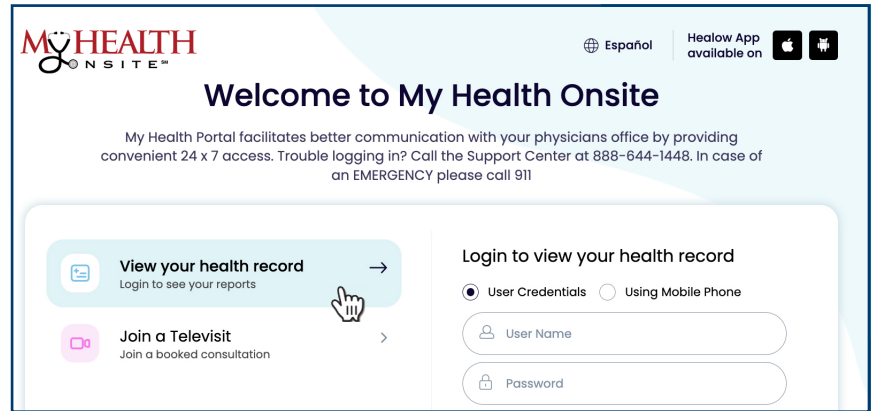 MY HEALTH
ONSITE℠
Español
Healow App
available on
Welcome to My Health Onsite
My Health Portal facilitates better communication with your physicians office by providing
convenient 24 x 7 access. Trouble logging in? Call the Support Center at 888-644-1448. In case of
an EMERGENCY please call 911
View your health record
Login to see your reports
Join a Televisit
Join a booked consultation
Login to view your health record
User Credentials Using Mobile Phone
User Name
Password